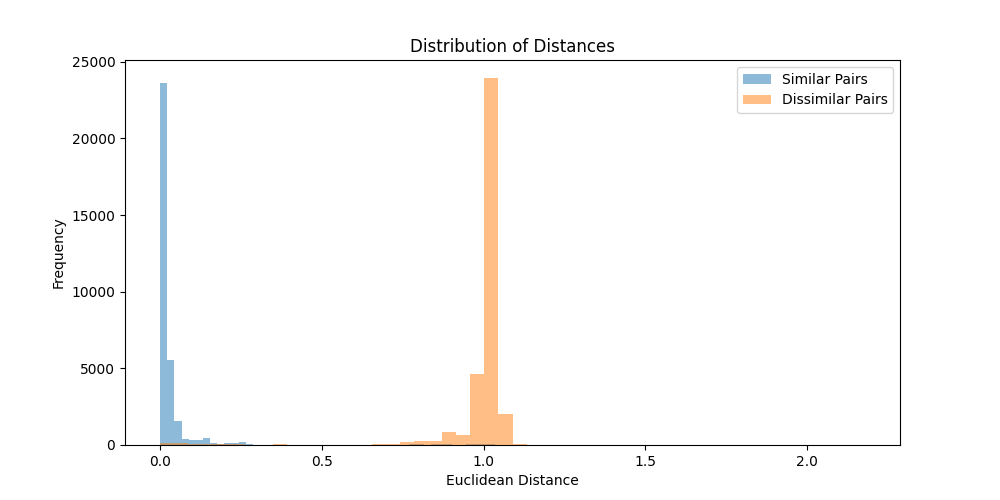 Distribution of Distances
Similar Pairs
Dissimilar Pairs
25000
20000
15000
10000
5000
0
Frequency
0.0 0.5 1.0 1.5 2.0
Euclidean Distance